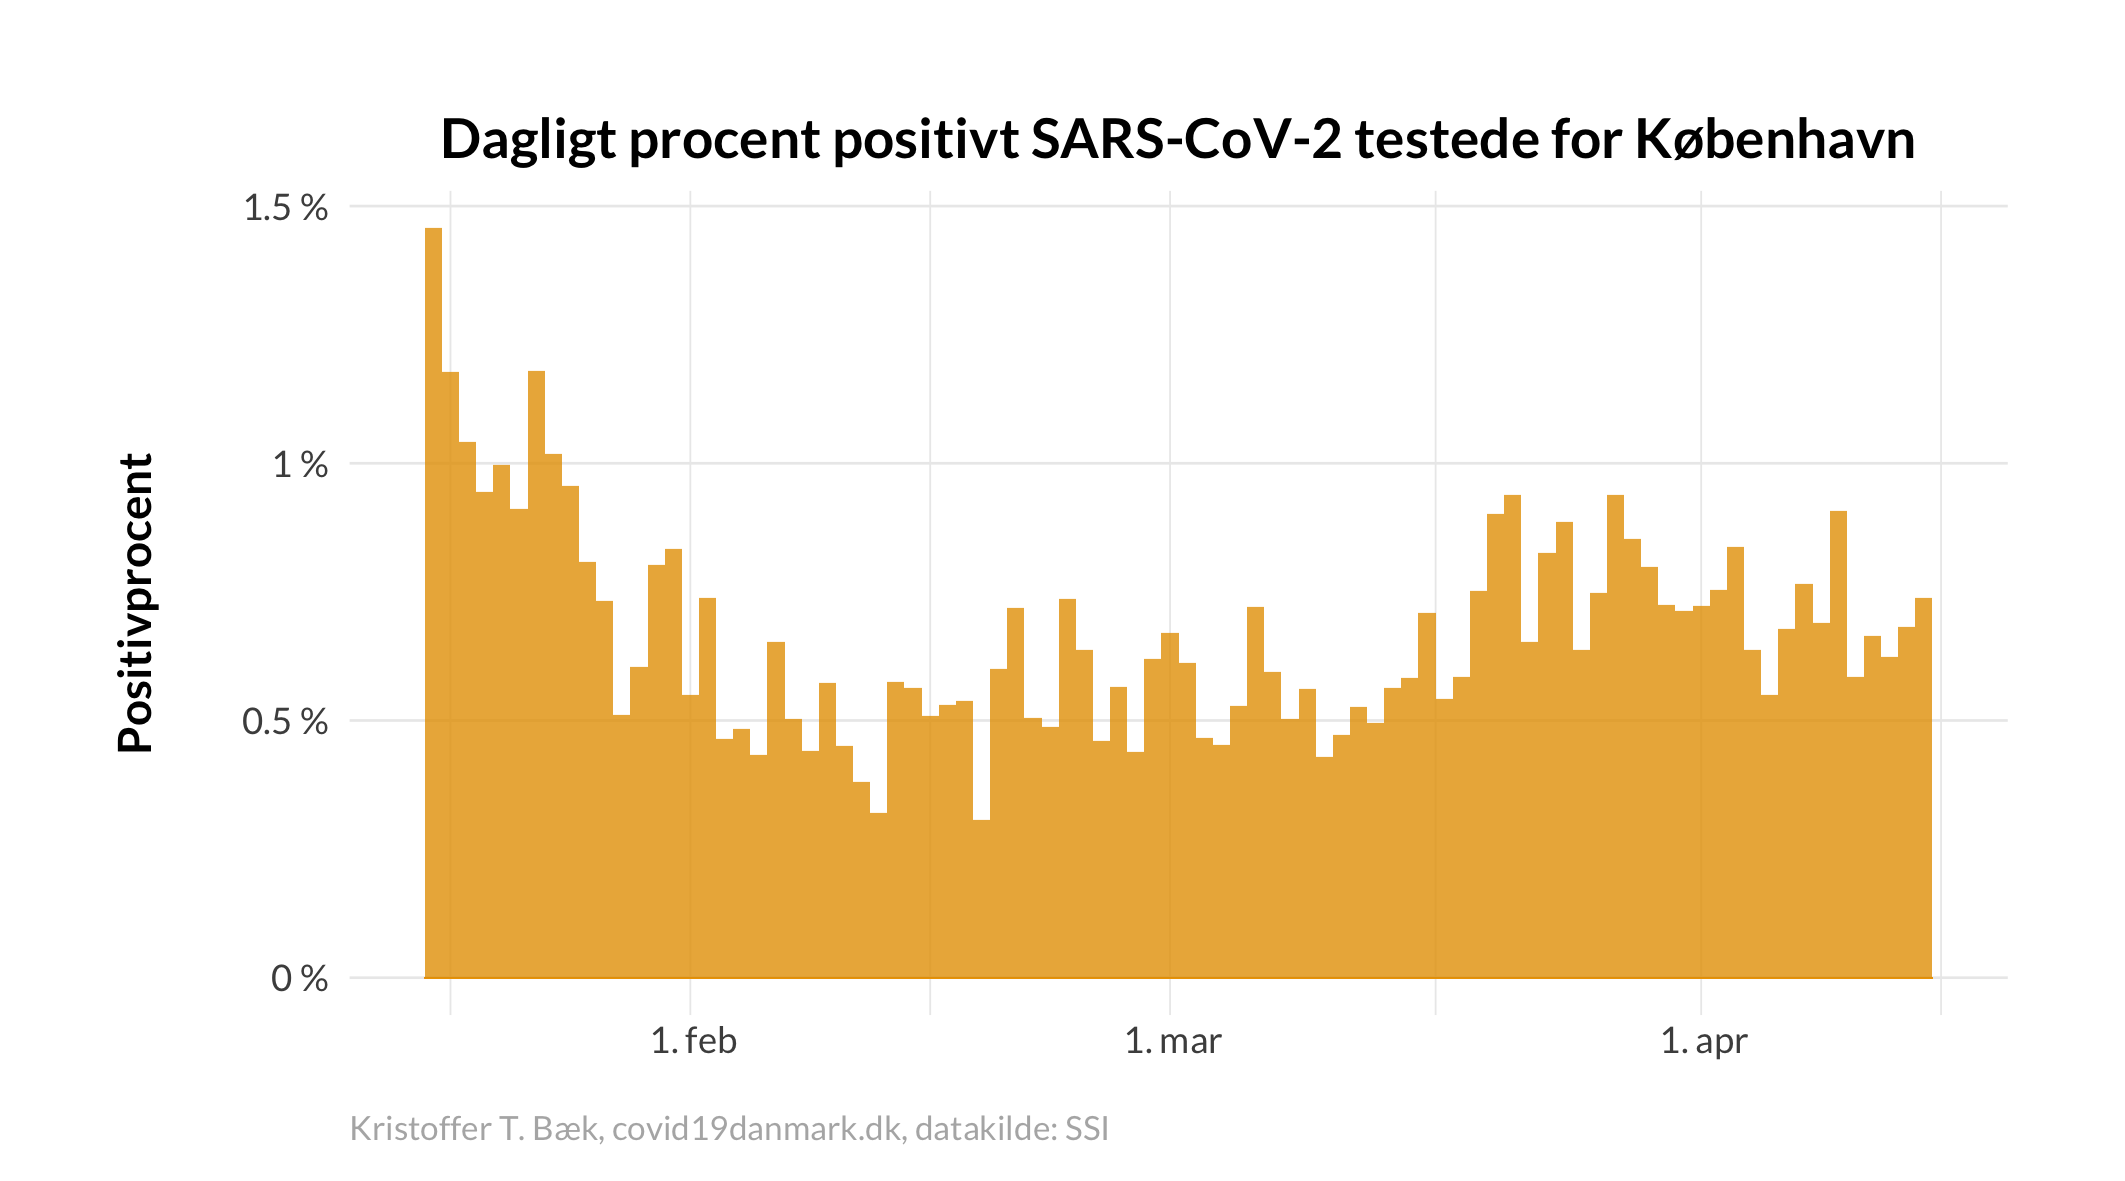 Dagligt procent positivt SARS-CoV-2 testede for København
Positivprocent
1.5 %
1 %
0.5 %
0 %
1. feb
1. mar
1. apr
Kristoffer T. Bæk, covid19danmark.dk, datakilde: SSI